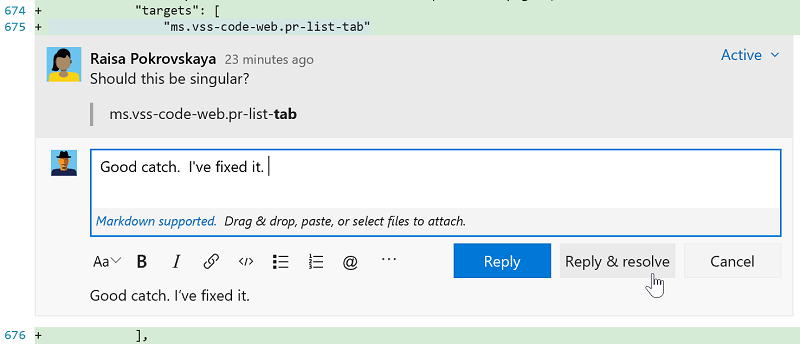 674 + "targets": [
675 + "ms.vss-code-web.pr-list-tab"
Raisa Pokrovskaya 23 minutes ago Active
Should this be singular?
ms.vss-code-web.pr-list-tab
Good catch.  I've fixed it.
Markdown supported. Drag & drop, paste, or select files to attach.
Aa B I </> @ ... Reply Reply & resolve Cancel
Good catch. I've fixed it.
676 + ],